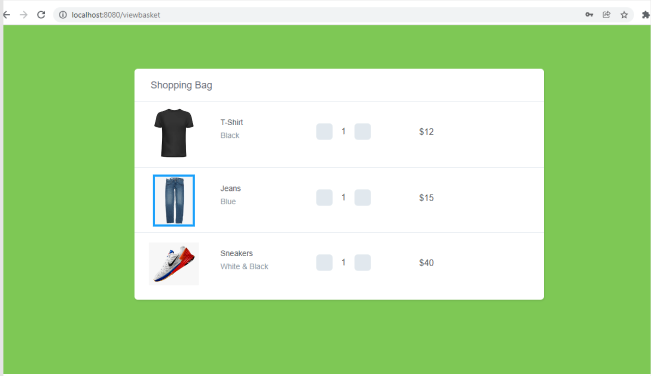 localhost:8080/viewbasket
Shopping Bag
T-Shirt
Black
1
$12
Jeans
Blue
1
$15
Sneakers
White & Black
1
$40